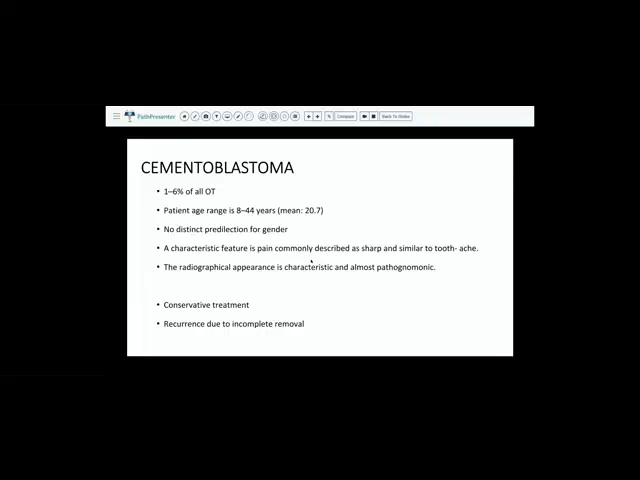 PathPresenter
Compare
Back To Slides
CEMENTOBLASTOMA
• 1–6% of all OT
• Patient age range is 8–44 years (mean: 20.7)
• No distinct predilection for gender
• A characteristic feature is pain commonly described as sharp and similar to tooth- ache.
• The radiographical appearance is characteristic and almost pathognomonic.
• Conservative treatment
• Recurrence due to incomplete removal